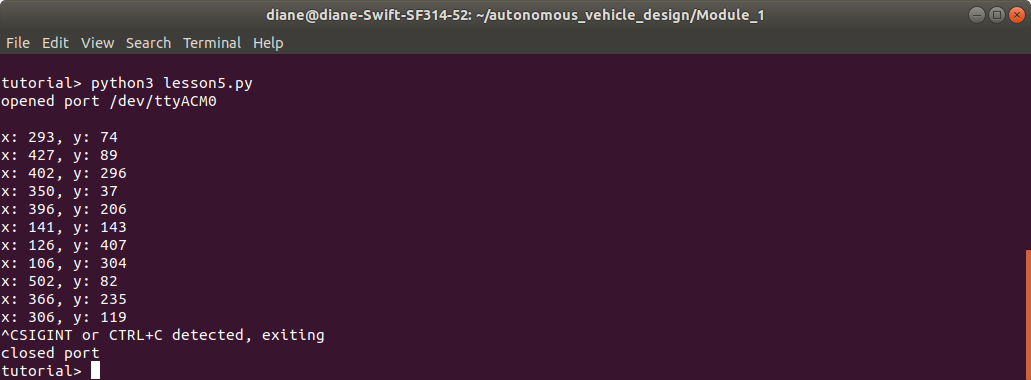 diane@diane-Swift-SF314-52: ~/autonomous_vehicle_design/Module_1
File Edit View Search Terminal Help
tutorial> python3 lesson5.py
opened port /dev/ttyACM0
x: 293, y: 74
x: 427, y: 89
x: 402, y: 296
x: 350, y: 37
x: 396, y: 206
x: 141, y: 143
x: 126, y: 407
x: 106, y: 304
x: 502, y: 82
x: 366, y: 235
x: 306, y: 119
^CSIGINT or CTRL+C detected, exiting
closed port
tutorial>